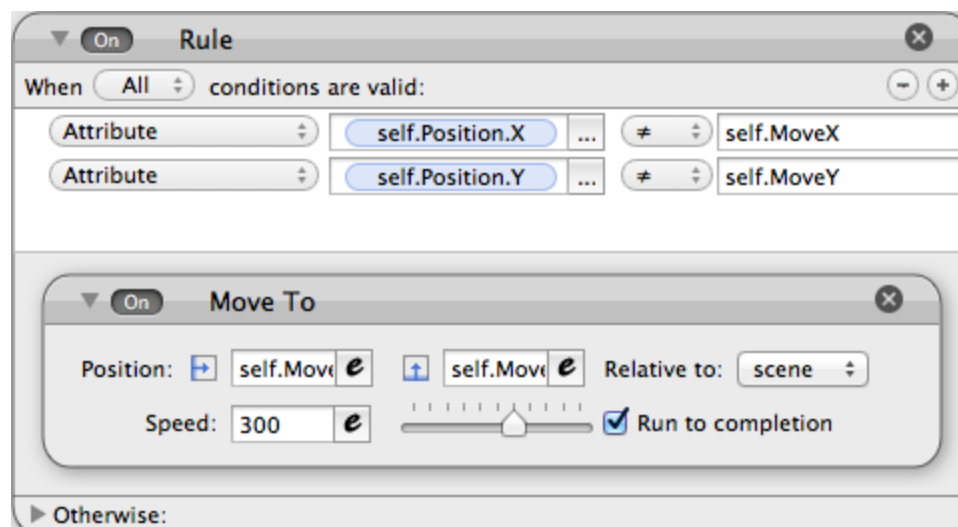 On Rule
When All conditions are valid:
Attribute self.Position.X ... ≠ self.MoveX
Attribute self.Position.Y ... ≠ self.MoveY
On Move To
Position: self.Move e self.Move e Relative to: scene
Speed: 300 e Run to completion
Otherwise: